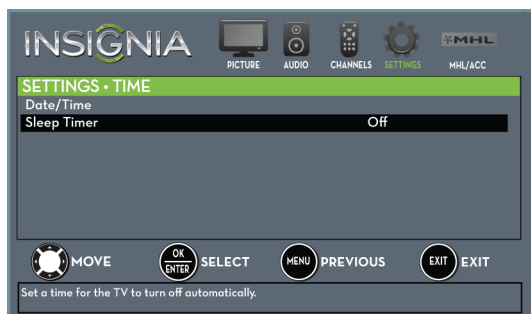 INSIGNIA
PICTURE AUDIO CHANNELS SETTINGS MHL MHL/ACC
SETTINGS • TIME
Date/Time
Sleep Timer Off
MOVE OK ENTER SELECT MENU PREVIOUS EXIT EXIT
Set a time for the TV to turn off automatically.